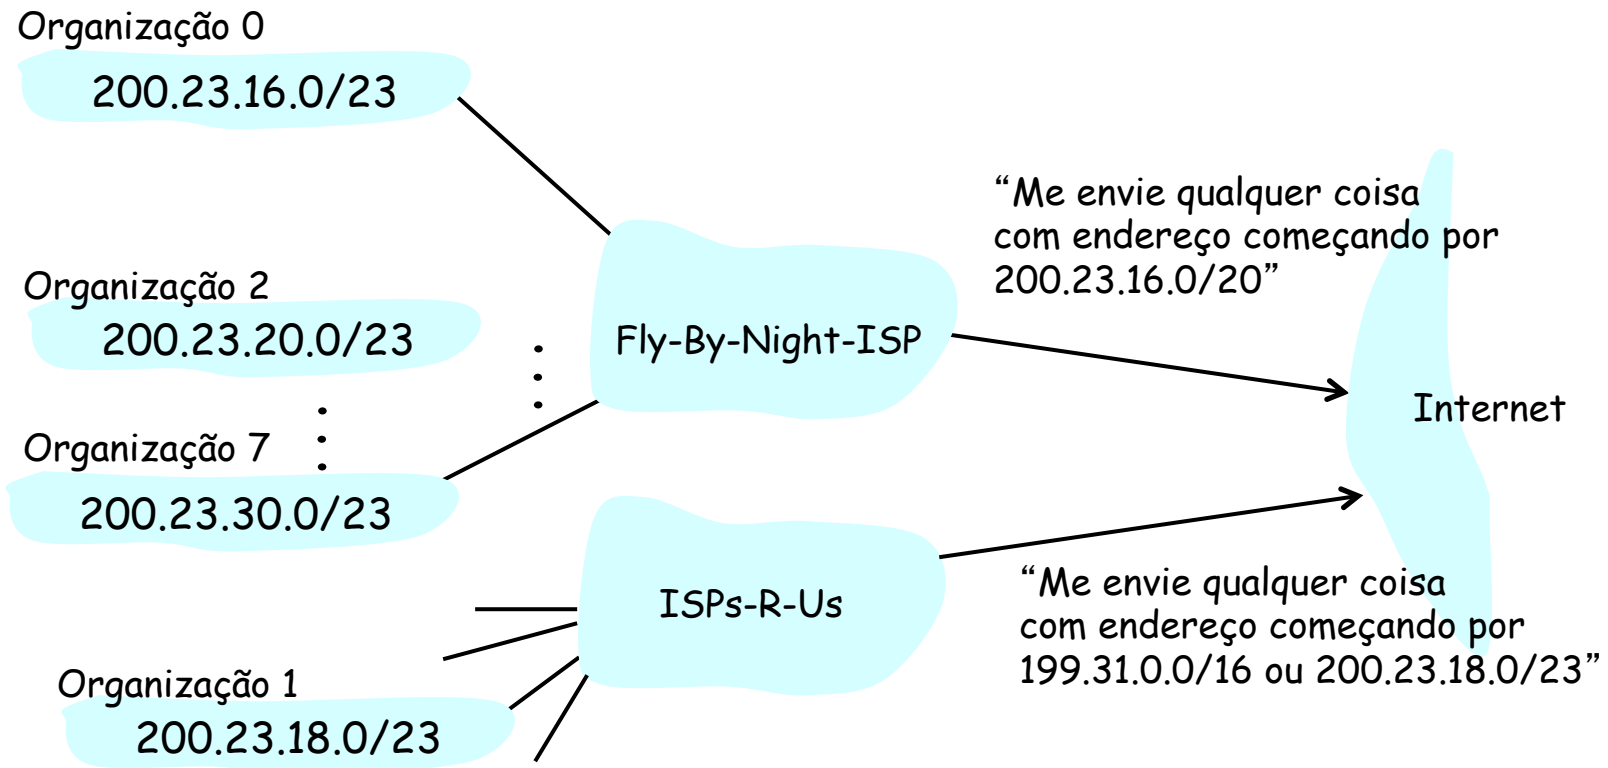 Organização 0
200.23.16.0/23
“Me envie qualquer coisa
com endereço começando por
200.23.16.0/20”
Organização 2
200.23.20.0/23
Fly-By-Night-ISP
Internet
Organização 7
200.23.30.0/23
ISPs-R-Us
“Me envie qualquer coisa
com endereço começando por
199.31.0.0/16 ou 200.23.18.0/23”
Organização 1
200.23.18.0/23